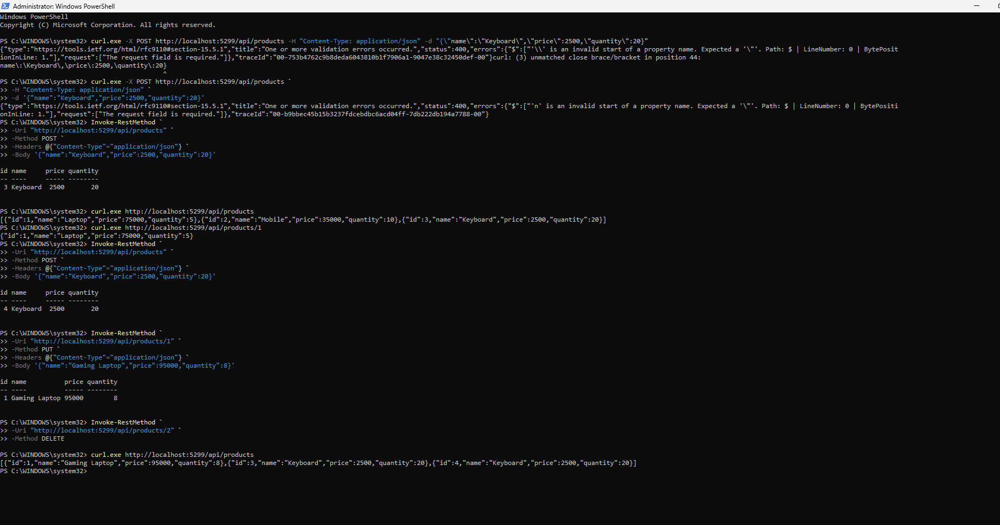 Administrator: Windows PowerShell
Windows PowerShell
Copyright (C) Microsoft Corporation. All rights reserved.
PS C:\WINDOWS\system32> curl.exe -X POST http://localhost:5299/api/products -H "Content-Type: application/json" -d "{\"name\":\"Keyboard\",\"price\":2500,\"quantity\":20}"
{"type":"https://tools.ietf.org/html/rfc9110#section-15.5.1","title":"One or more validation errors occurred.","status":400,"errors":{"$":["'\\' is an invalid start of a property name. Expected a '\"'. Path: $ | LineNumber: 0 | BytePosit
ionInLine: 1."],"request":["The request field is required."]},"traceId":"00-753b4762c9b8deda6043810b1f7906a1-9047e38c32450def-00"}curl: (3) unmatched close brace/bracket in position 44:
name\:\Keyboard\,\price\:2500,\quantity\:20}
^
PS C:\WINDOWS\system32> curl.exe -X POST http://localhost:5299/api/products `
>> -H "Content-Type: application/json" `
>> -d '{"name":"Keyboard","price":2500,"quantity":20}'
{"type":"https://tools.ietf.org/html/rfc9110#section-15.5.1","title":"One or more validation errors occurred.","status":400,"errors":{"$":["'n' is an invalid start of a property name. Expected a '\"'. Path: $ | LineNumber: 0 | BytePositi
onInLine: 1."],"request":["The request field is required."]},"traceId":"00-b9bbec45b15b3237fdcebdbc6acd04ff-7db222db194a7788-00"}
PS C:\WINDOWS\system32> Invoke-RestMethod `
>> -Uri "http://localhost:5299/api/products" `
>> -Method POST `
>> -Headers @{"Content-Type"="application/json"} `
>> -Body '{"name":"Keyboard","price":2500,"quantity":20}'
id name     price quantity
-- ----     ----- --------
 3 Keyboard  2500       20
PS C:\WINDOWS\system32> curl.exe http://localhost:5299/api/products
[{"id":1,"name":"Laptop","price":75000,"quantity":5},{"id":2,"name":"Mobile","price":35000,"quantity":10},{"id":3,"name":"Keyboard","price":2500,"quantity":20}]
PS C:\WINDOWS\system32> curl.exe http://localhost:5299/api/products/1
{"id":1,"name":"Laptop","price":75000,"quantity":5}
PS C:\WINDOWS\system32> Invoke-RestMethod `
>> -Uri "http://localhost:5299/api/products" `
>> -Method POST `
>> -Headers @{"Content-Type"="application/json"} `
>> -Body '{"name":"Keyboard","price":2500,"quantity":20}'
id name     price quantity
-- ----     ----- --------
 4 Keyboard  2500       20
PS C:\WINDOWS\system32> Invoke-RestMethod `
>> -Uri "http://localhost:5299/api/products/1" `
>> -Method PUT `
>> -Headers @{"Content-Type"="application/json"} `
>> -Body '{"name":"Gaming Laptop","price":95000,"quantity":8}'
id name          price quantity
-- ----          ----- --------
 1 Gaming Laptop 95000        8
PS C:\WINDOWS\system32> Invoke-RestMethod `
>> -Uri "http://localhost:5299/api/products/2" `
>> -Method DELETE
PS C:\WINDOWS\system32> curl.exe http://localhost:5299/api/products
[{"id":1,"name":"Gaming Laptop","price":95000,"quantity":8},{"id":3,"name":"Keyboard","price":2500,"quantity":20},{"id":4,"name":"Keyboard","price":2500,"quantity":20}]
PS C:\WINDOWS\system32>